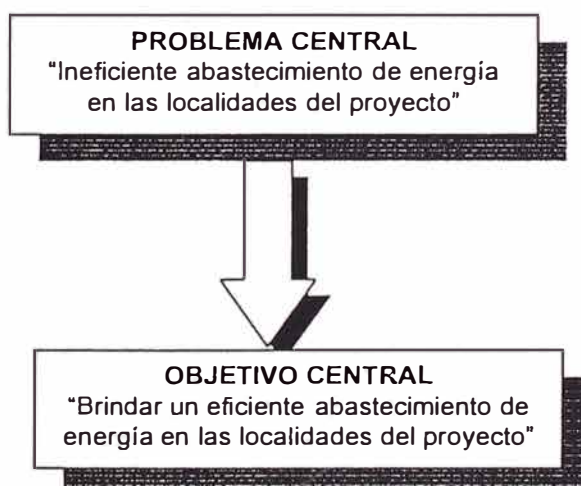 PROBLEMA CENTRAL
"Ineficiente abastecimiento de energía
en las localidades del proyecto"
OBJETIVO CENTRAL
"Brindar un eficiente abastecimiento de
energía en las localidades del proyecto"